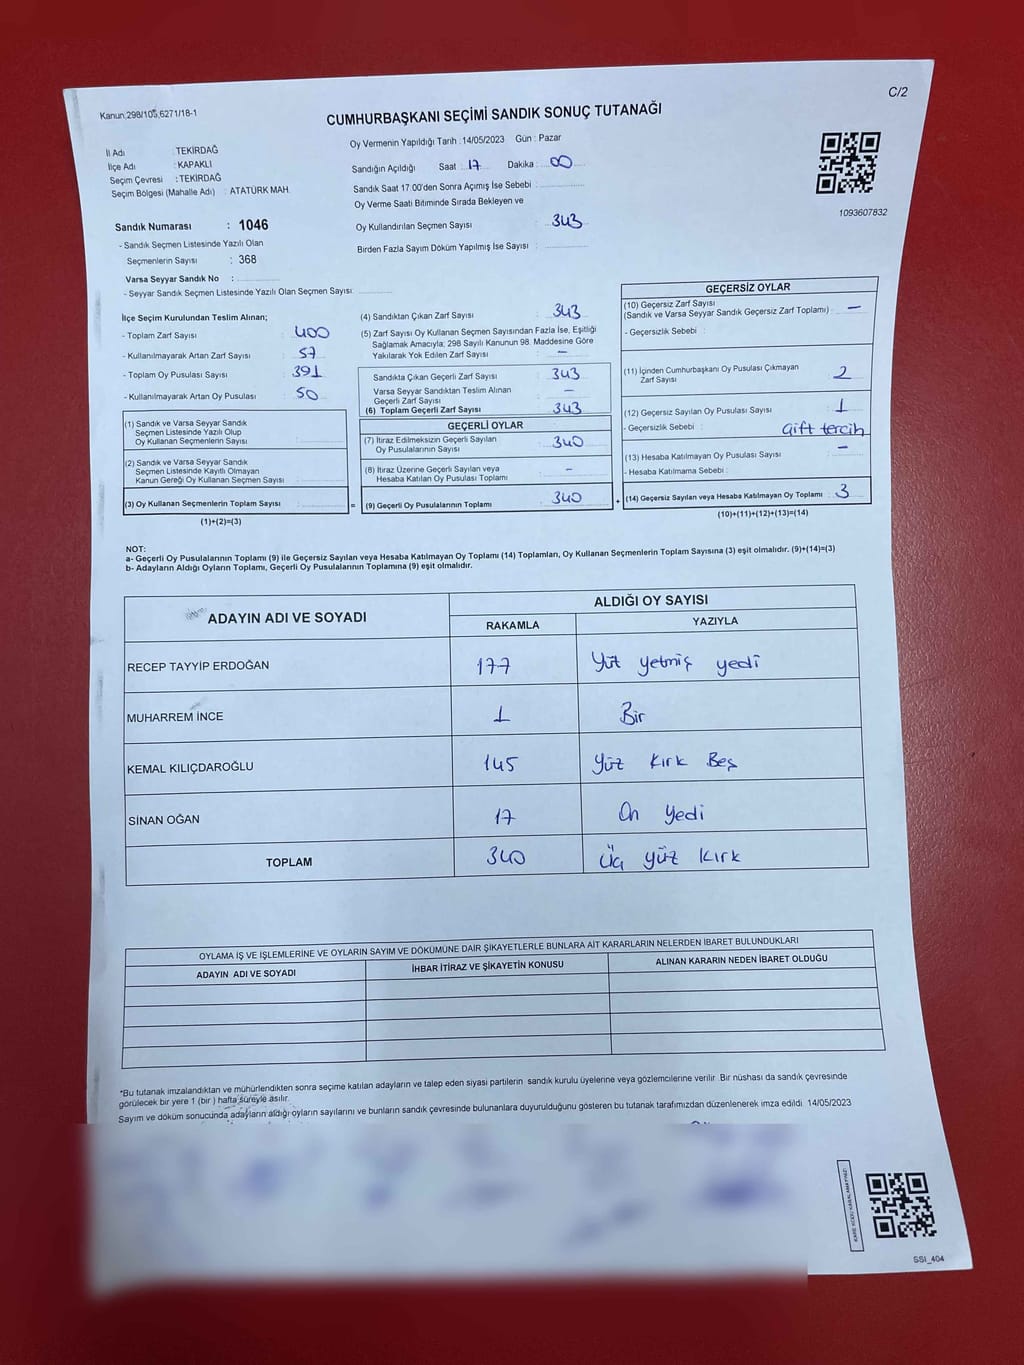 C/2
Kanun,298/105,6271/18-1
CUMHURBAŞKANI SEÇİMİ SANDIK SONUÇ TUTANAĞI
İl Adı : TEKİRDAĞ
İlçe Adı : KAPAKLI
Seçim Çevresi : TEKİRDAĞ
Seçim Bölgesi (Mahalle Adı) : ATATÜRK MAH.
Sandık Numarası : 1046
- Sandık Seçmen Listesinde Yazılı Olan
Seçmenlerin Sayısı : 368
Varsa Seyyar Sandık No :
- Seyyar Sandık Seçmen Listesinde Yazılı Olan Seçmen Sayısı:
Oy Vermenin Yapıldığı Tarih : 14/05/2023 Gün : Pazar
Sandığın Açıldığı Saat : 17 Dakika : 00
Sandık Saat 17:00'den Sonra Açımış İse Sebebi :
Oy Verme Saati Bitiminde Sırada Bekleyen ve
Oy Kullandırılan Seçmen Sayısı : 343
Birden Fazla Sayım Döküm Yapılmış İse Sayısı :
1093607832
İlçe Seçim Kurulundan Teslim Alınan;
- Toplam Zarf Sayısı : 400
- Kullanılmayarak Artan Zarf Sayısı : 57
- Toplam Oy Pusulası Sayısı : 391
- Kullanılmayarak Artan Oy Pusulası : 50
(1) Sandık ve Varsa Seyyar Sandık
Seçmen Listesinde Yazılı Olup
Oy Kullanan Seçmenlerin Sayısı :
(2) Sandık ve Varsa Seyyar Sandık
Seçmen Listesinde Kayıtlı Olmayan
Kanun Gereği Oy Kullanan Seçmen Sayısı :
(3) Oy Kullanan Seçmenlerin Toplam Sayısı :
(1)+(2)=(3)
(4) Sandıktan Çıkan Zarf Sayısı : 343
(5) Zarf Sayısı Oy Kullanan Seçmen Sayısından Fazla İse, Eşitliği
Sağlamak Amacıyla; 298 Sayılı Kanunun 98. Maddesine Göre
Yakılarak Yok Edilen Zarf Sayısı : —
Sandıkta Çıkan Geçerli Zarf Sayısı : 343
Varsa Seyyar Sandıktan Teslim Alınan
Geçerli Zarf Sayısı : —
(6) Toplam Geçerli Zarf Sayısı : 343
GEÇERLİ OYLAR
(7) İtiraz Edilmeksizin Geçerli Sayılan
Oy Pusulalarının Sayısı : 340
(8) İtiraz Üzerine Geçerli Sayılan veya
Hesaba Katılan Oy Pusulası Toplamı : -
= (9) Geçerli Oy Pusulalarının Toplamı : 340 +
GEÇERSİZ OYLAR
(10) Geçersiz Zarf Sayısı
(Sandık ve Varsa Seyyar Sandık Geçersiz Zarf Toplamı) : —
- Geçersizlik Sebebi :
(11) İçinden Cumhurbaşkanı Oy Pusulası Çıkmayan
Zarf Sayısı : 2
(12) Geçersiz Sayılan Oy Pusulası Sayısı : 1
- Geçersizlik Sebebi : Çift tercih
(13) Hesaba Katılmayan Oy Pusulası Sayısı : -
- Hesaba Katılmama Sebebi :
(14) Geçersiz Sayılan veya Hesaba Katılmayan Oy Toplamı : 3
(10)+(11)+(12)+(13)=(14)
NOT:
a- Geçerli Oy Pusulalarının Toplamı (9) ile Geçersiz Sayılan veya Hesaba Katılmayan Oy Toplamı (14) Toplamları, Oy Kullanan Seçmenlerin Toplam Sayısına (3) eşit olmalıdır. (9)+(14)=(3)
b- Adayların Aldığı Oyların Toplamı, Geçerli Oy Pusulalarının Toplamına (9) eşit olmalıdır.
ADAYIN ADI VE SOYADI ALDIĞI OY SAYISI
RAKAMLA YAZIYLA
RECEP TAYYİP ERDOĞAN 177 Yüz yetmiş yedi
MUHARREM İNCE 1 Bir
KEMAL KILIÇDAROĞLU 145 Yüz Kırk Beş
SİNAN OĞAN 17 On Yedi
TOPLAM 340 Üç yüz Kırk
OYLAMA İŞ VE İŞLEMLERİNE VE OYLARIN SAYIM VE DÖKÜMÜNE DAİR ŞİKAYETLERLE BUNLARA AİT KARARLARIN NELERDEN İBARET BULUNDUKLARI
ADAYIN ADI VE SOYADI İHBAR İTİRAZ VE ŞİKAYETİN KONUSU ALINAN KARARIN NEDEN İBARET OLDUĞU
*Bu tutanak imzalandıktan ve mühürlendikten sonra seçime katılan adayların ve talep eden siyasi partilerin sandık kurulu üyelerine veya gözlemcilerine verilir. Bir nüshası da sandık çevresinde
görülecek bir yere 1 (bir ) hafta süreyle asılır.
Sayım ve döküm sonucunda adayların aldığı oyların sayılarını ve bunların sandık çevresinde bulunanlara duyurulduğunu gösteren bu tutanak tarafımızdan düzenlenerek imza edildi. 14/05/2023
SSI_404